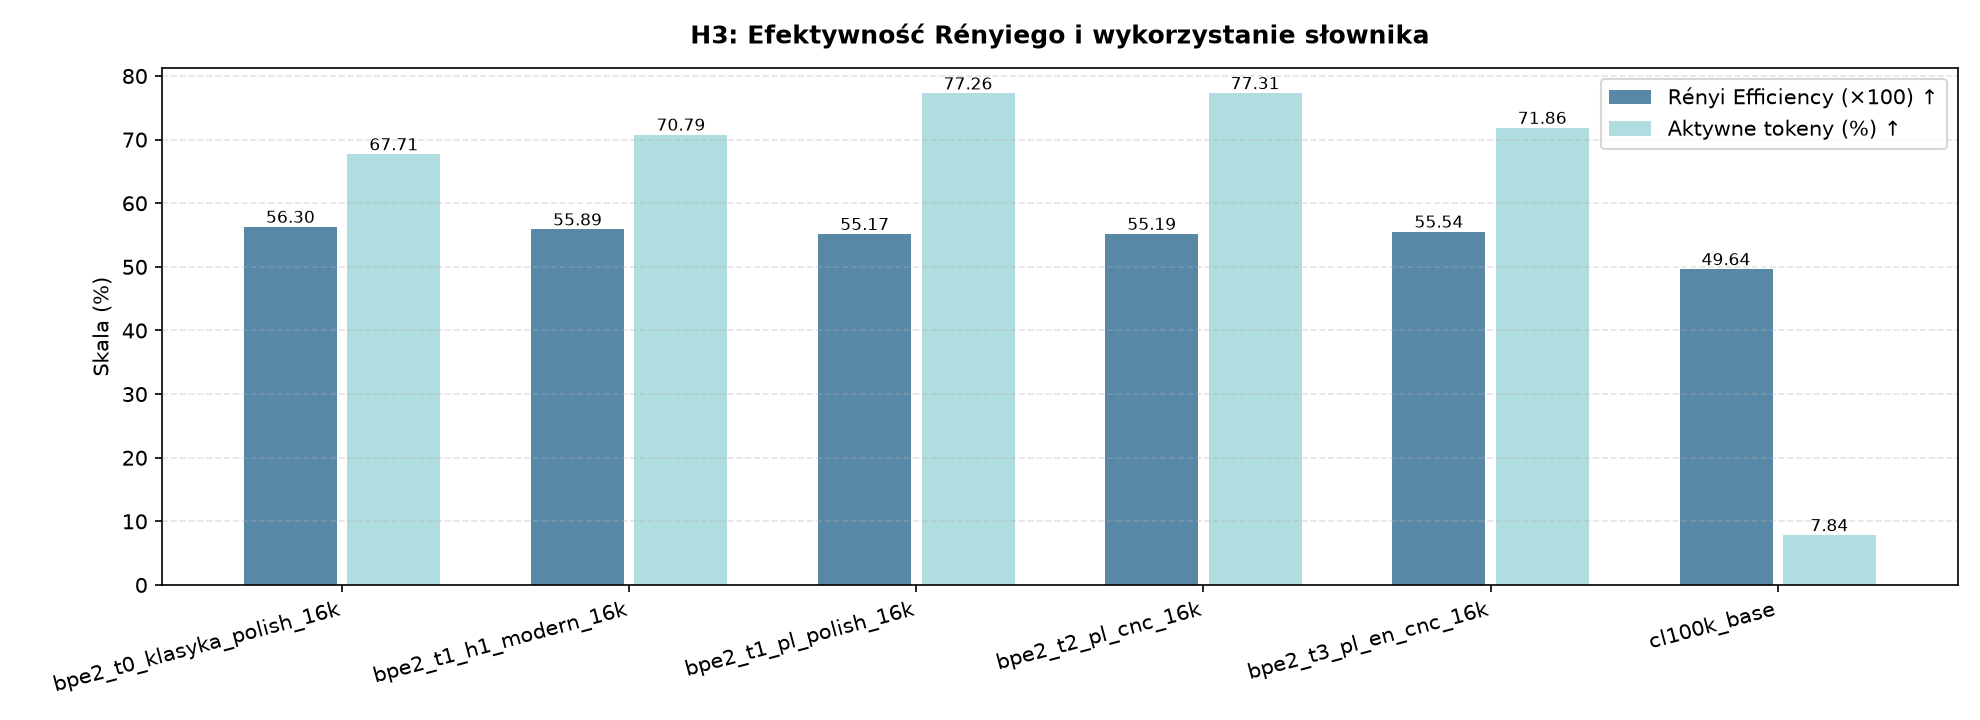 H3: Efektywność Rényiego i wykorzystanie słownika
Rényi Efficiency (×100) ↑
Aktywne tokeny (%) ↑
Skala (%)
80
70
60
50
40
30
20
10
0
56.30
67.71
55.89
70.79
55.17
77.26
55.19
77.31
55.54
71.86
49.64
7.84
bpe2_t0_klasyka_polish_16k
bpe2_t1_h1_modern_16k
bpe2_t1_pl_polish_16k
bpe2_t2_pl_cnc_16k
bpe2_t3_pl_en_cnc_16k
cl100k_base